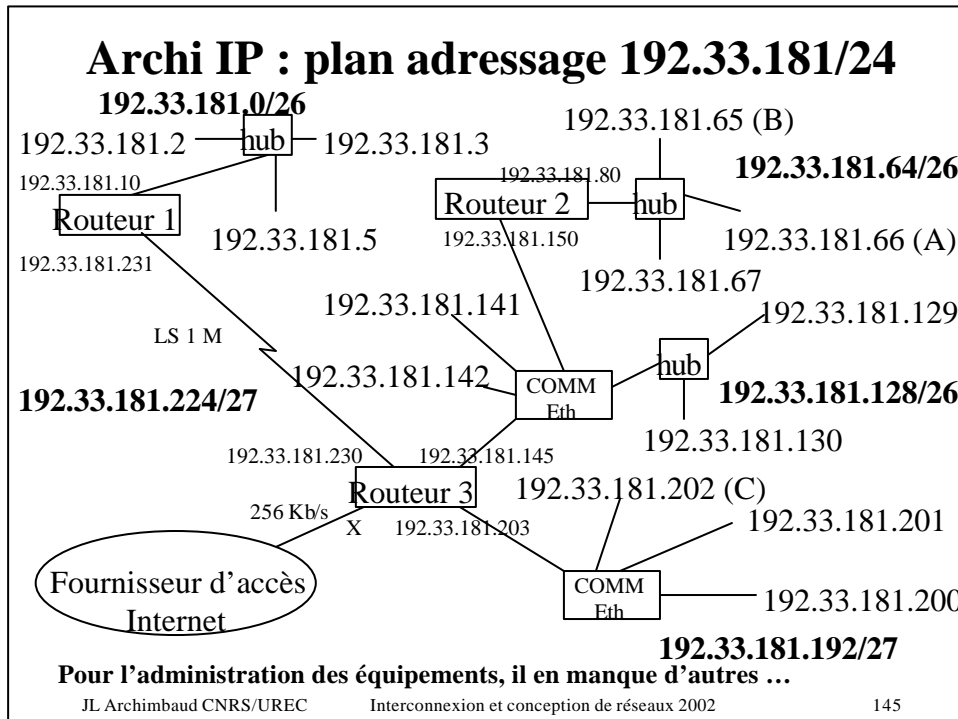 Archi IP : plan adressage 192.33.181/24
192.33.181.0/26
192.33.181.2
hub
192.33.181.3
192.33.181.65 (B)
192.33.181.64/26
192.33.181.10
192.33.181.80
Routeur 1
Routeur 2
hub
192.33.181.5
192.33.181.150
192.33.181.66 (A)
192.33.181.231
192.33.181.67
192.33.181.141
192.33.181.129
LS 1 M
hub
192.33.181.142
COMM
Eth
192.33.181.224/27
192.33.181.128/26
192.33.181.130
192.33.181.230
192.33.181.145
Routeur 3
192.33.181.202 (C)
256 Kb/s
X
192.33.181.203
192.33.181.201
Fournisseur d’accès
Internet
COMM
Eth
192.33.181.200
192.33.181.192/27
Pour l’administration des équipements, il en manque d’autres …
JL Archimbaud CNRS/UREC
Interconnexion et conception de réseaux 2002
145